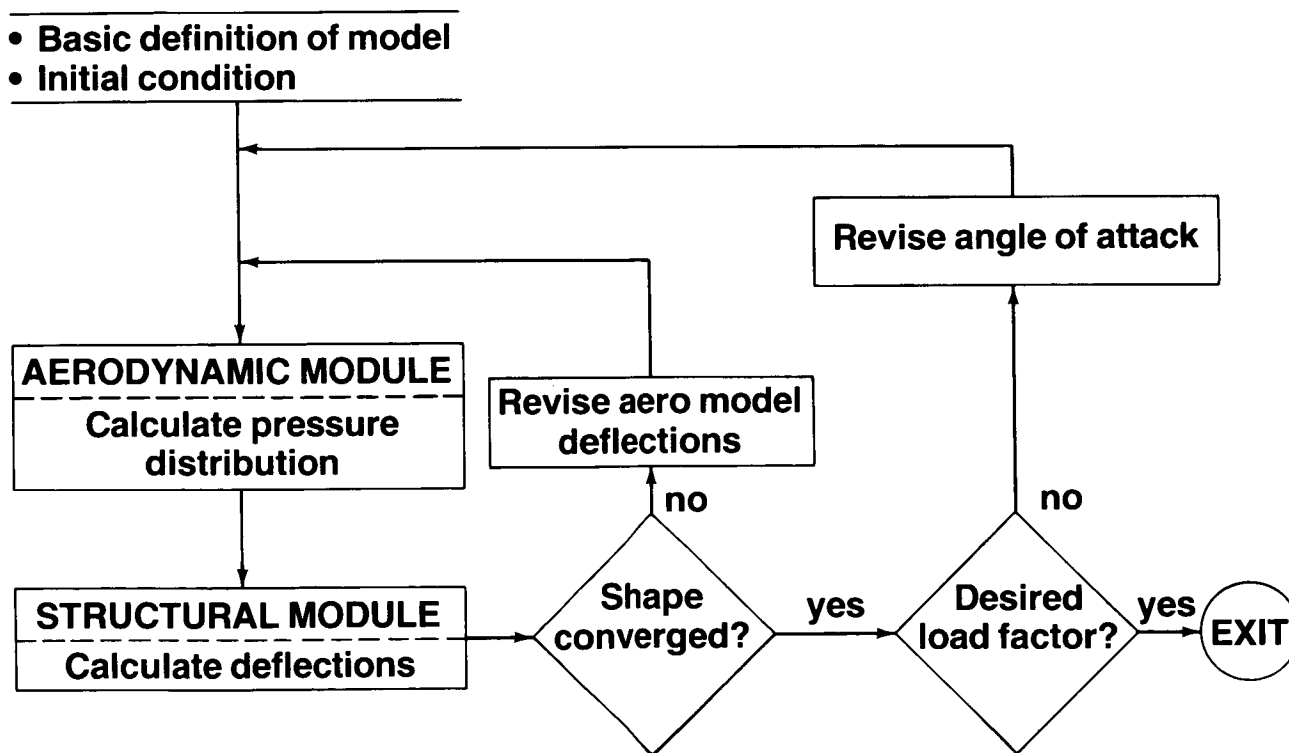 • Basic definition of model
• Initial condition
Revise angle of attack
AERODYNAMIC MODULE
Calculate pressure
distribution
Revise aero model
deflections
no
no
STRUCTURAL MODULE
Calculate deflections
Shape
converged?
yes
Desired
load factor?
yes
EXIT